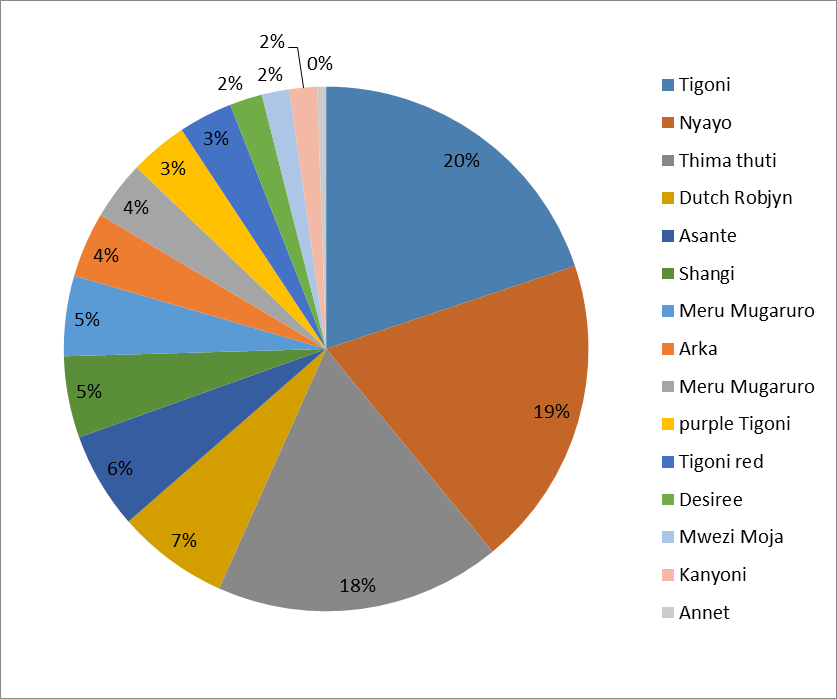 2%
0%
2%
2%
3%
3%
4%
4%
5%
5%
6%
7%
18%
19%
20%
Tigoni
Nyayo
Thima thuti
Dutch Robjyn
Asante
Shangi
Meru Mugaruro
Arka
Meru Mugaruro
purple Tigoni
Tigoni red
Desiree
Mwezi Moja
Kanyoni
Annet